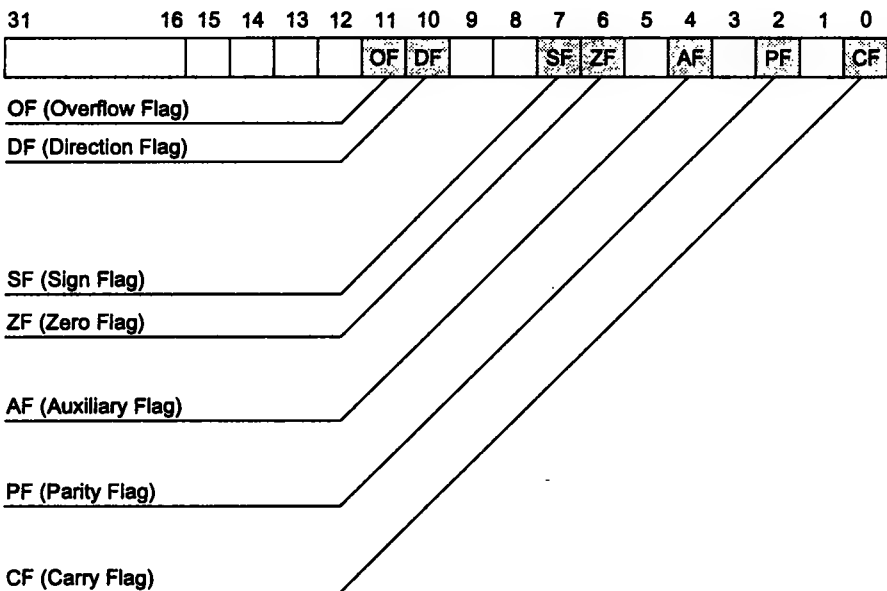 31 16 15 14 13 12 11 10 9 8 7 6 5 4 3 2 1 0
OF DF SF ZF AF PF CF
OF (Overflow Flag)
DF (Direction Flag)
SF (Sign Flag)
ZF (Zero Flag)
AF (Auxiliary Flag)
PF (Parity Flag)
CF (Carry Flag)